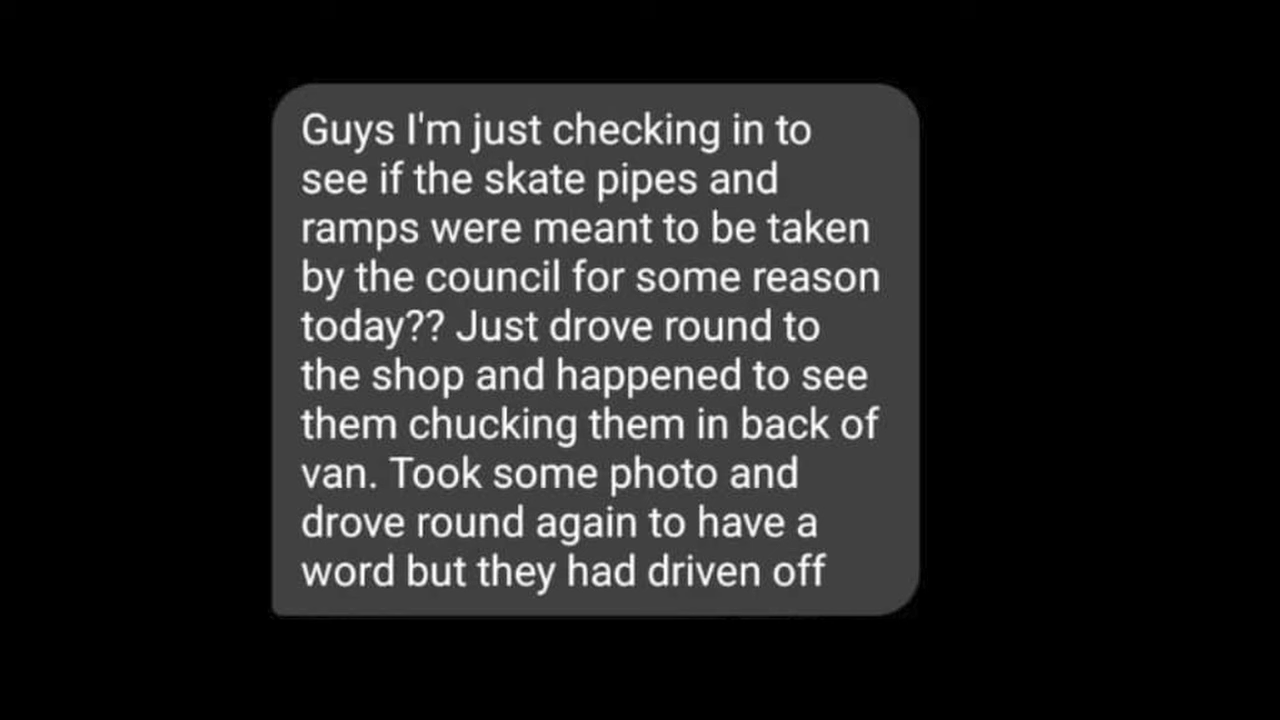 Guys I'm just checking in to
see if the skate pipes and
ramps were meant to be taken
by the council for some reason
today?? Just drove round to
the shop and happened to see
them chucking them in back of
van. Took some photo and
drove round again to have a
word but they had driven off